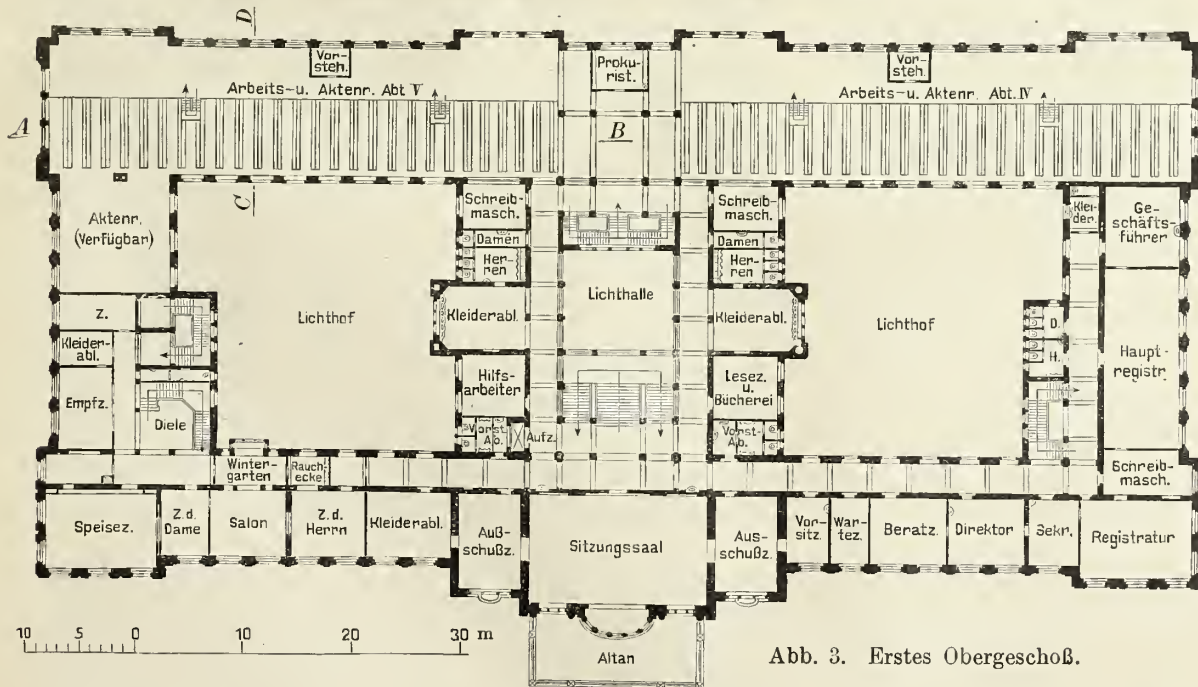 D
Vor-
steh.
Proku-
rist.
Vor-
steh.
Arbeits-u. Aktenr. Abt V
Arbeits-u. Aktenr. Abt. IV
A
B
C
Aktenr.
(Verfügbar)
Schreib-
masch.
Schreib-
masch.
Klei-
der.
Ge-
schäfts-
führer
Damen
Her-
ren
Damen
Her-
ren
Lichthof
Kleiderabl.
Lichthalle
Kleiderabl.
Lichthof
Z.
Kleider-
abl.
D.
H.
Haupt-
registr.
Empfz.
Diele
Hilfs-
arbeiter
Lesez.
u.
Bücherei
Vorst.
Ab.
Aufz.
Vorst-
Ab.
Winter-
garten
Rauch-
ecke
Schreib-
masch.
Speisez.
Z.d.
Dame
Salon
Z.d.
Herrn
Kleiderabl.
Auß-
schußz.
Sitzungssaal
Aus-
schußz.
Vor-
sitz.
War-
tez.
Beratz.
Direktor
Sekr.
Registratur
10 5 0 10 20 30 m
Altan
Abb. 3. Erstes Obergeschoß.